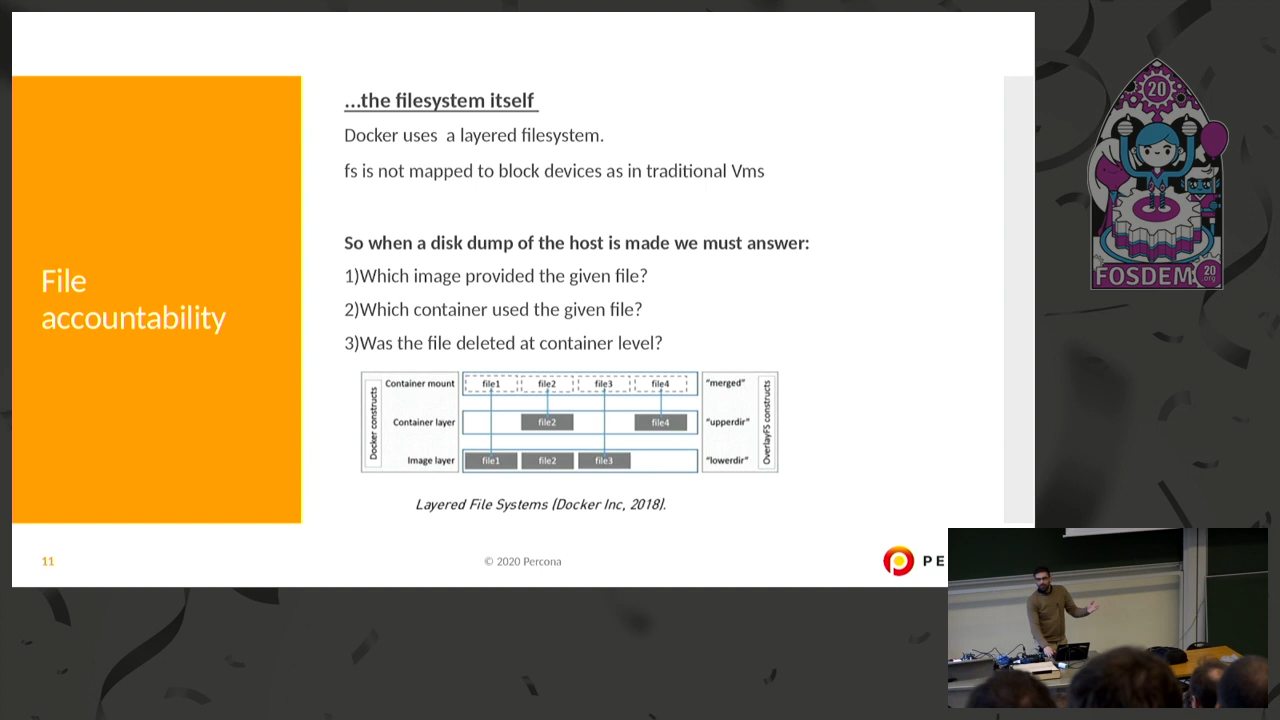 ...the filesystem itself
Docker uses a layered filesystem.
fs is not mapped to block devices as in traditional Vms
So when a disk dump of the host is made we must answer:
1)Which image provided the given file?
2)Which container used the given file?
3)Was the file deleted at container level?
File
accountability
Docker constructs
Container mount
file1
file2
file3
file4
"merged"
Container layer
file2
file4
"upperdir"
Image layer
file1
file2
file3
"lowerdir"
OverlayFS constructs
Layered File Systems (Docker Inc, 2018).
11
© 2020 Percona
PE
20
FOSDEM
20
.org